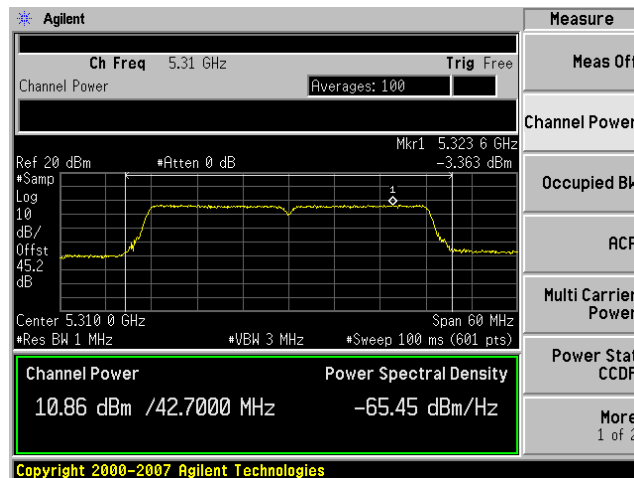 Agilent
Measure
Ch Freq 5.31 GHz Trig Free
Channel Power Averages: 100
Mkr1 5.323 6 GHz
Ref 20 dBm #Atten 0 dB -3.363 dBm
#Samp
Log
10
dB/
Offst
45.2
dB
1
Center 5.310 0 GHz Span 60 MHz
#Res BW 1 MHz #VBW 3 MHz #Sweep 100 ms (601 pts)
Channel Power Power Spectral Density
10.86 dBm /42.7000 MHz -65.45 dBm/Hz
Meas Off
Channel Power
Occupied BW
ACP
Multi Carrier
Power
Power Stat
CCDF
More
1 of 2
Copyright 2000-2007 Agilent Technologies